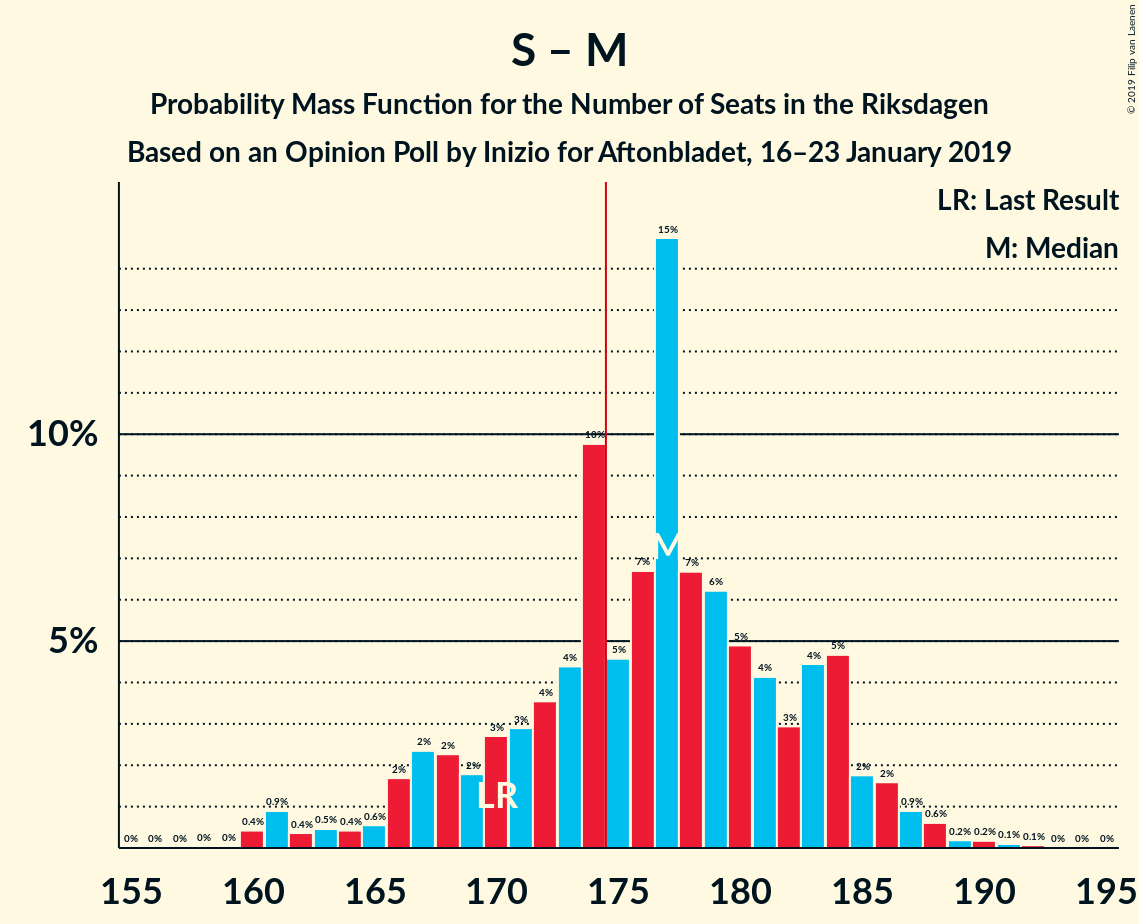 S – M
Probability Mass Function for the Number of Seats in the Riksdagen
Based on an Opinion Poll by Inizio for Aftonbladet, 16–23 January 2019
© 2019 Filip van Laenen
LR: Last Result
M: Median
10%
5%
0% 0% 0% 0% 0% 0.4% 0.9% 0.4% 0.5% 0.4% 0.6% 2% 2% 2% 2% 3% 3% 4% 4% 10% 5% 7% 15% 7% 6% 5% 4% 3% 4% 5% 2% 2% 0.9% 0.6% 0.2% 0.2% 0.1% 0.1% 0% 0% 0%
M
LR
155 160 165 170 175 180 185 190 195